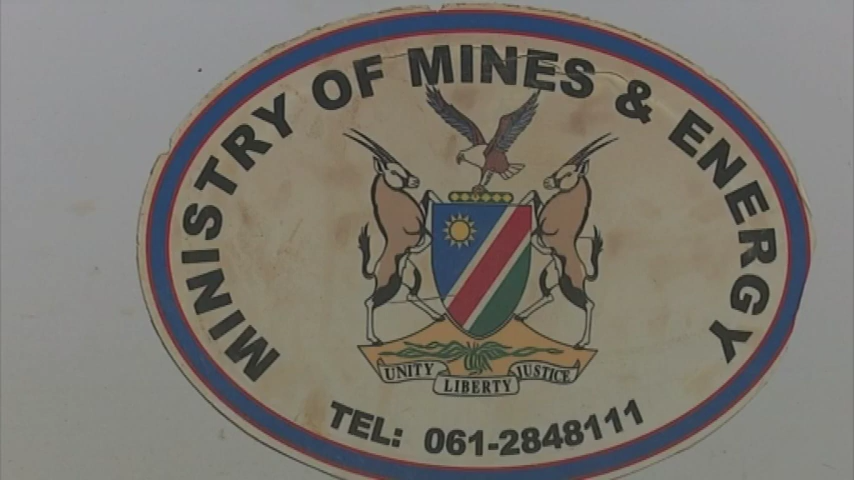 MINISTRY OF MINES & ENERGY
UNITY LIBERTY JUSTICE
TEL: 061-2848111